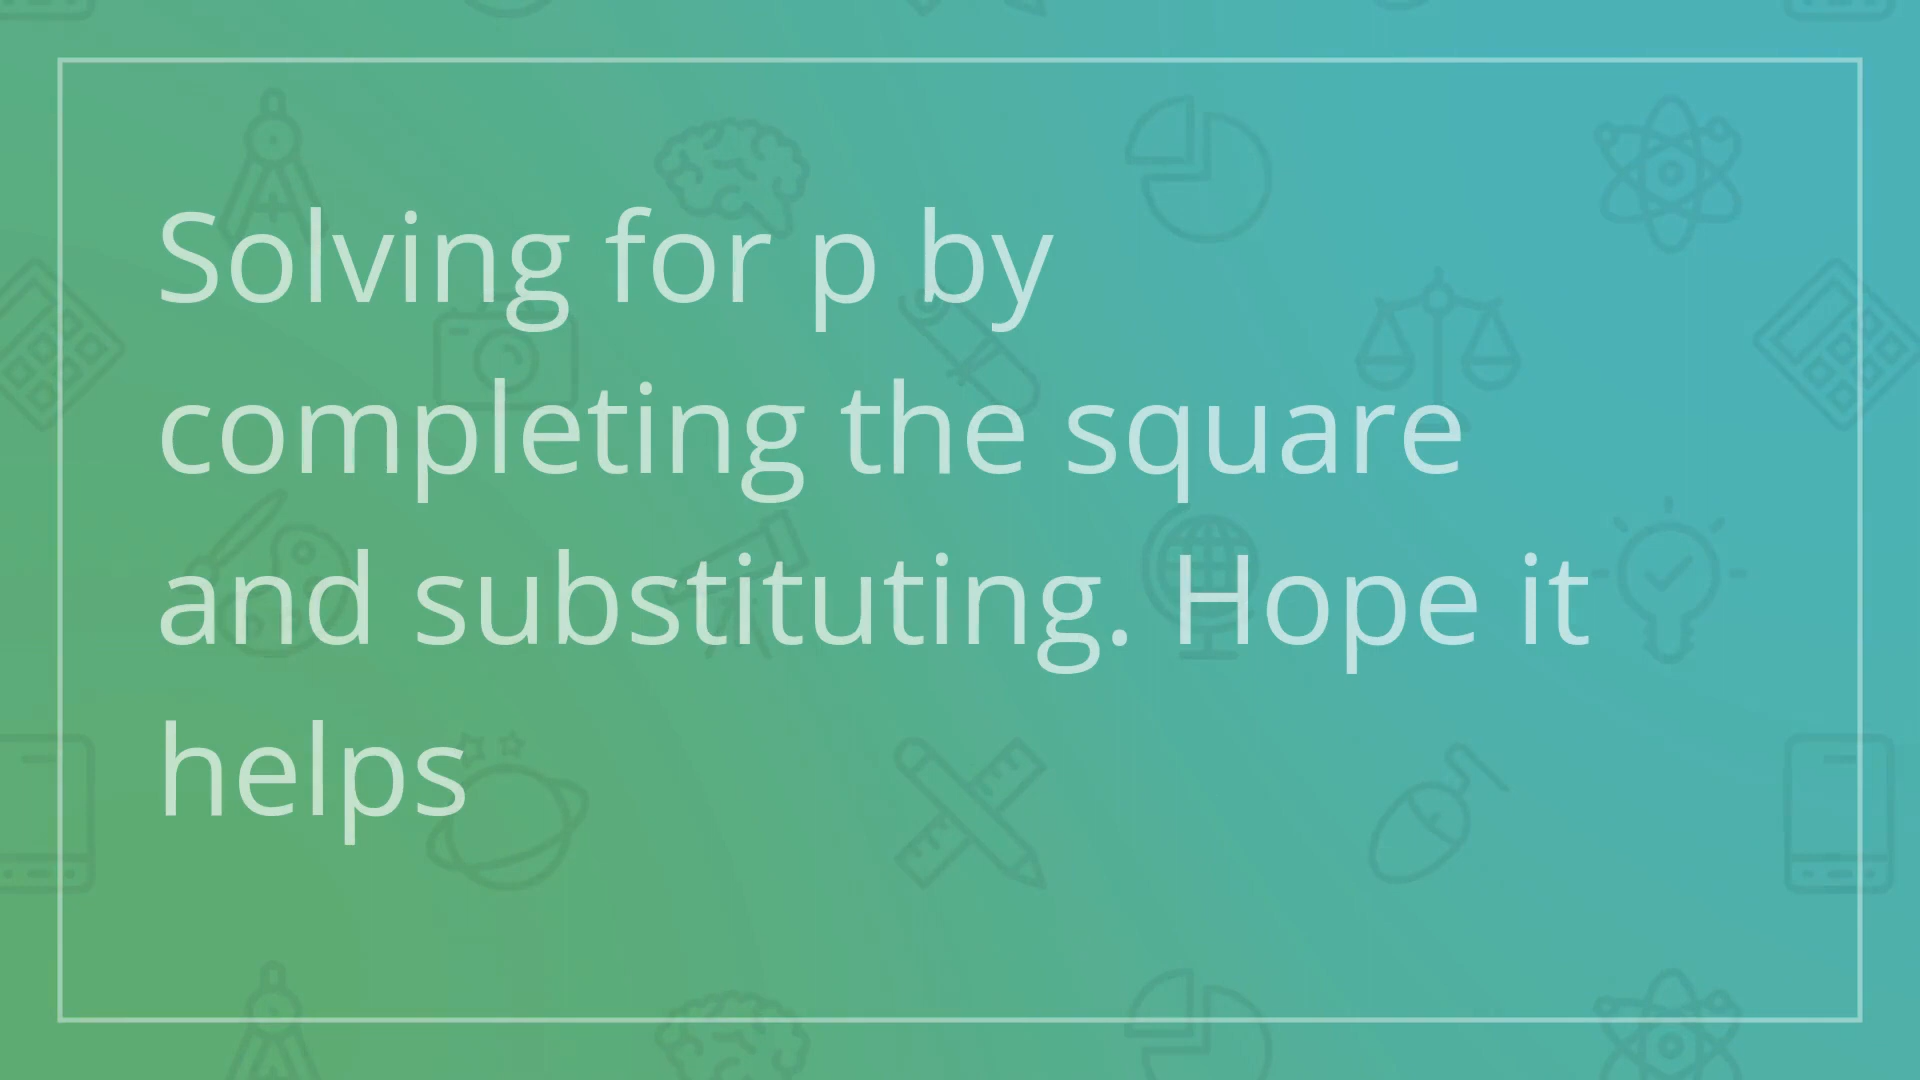 Solving for p by
completing the square
and substituting. Hope it
helps